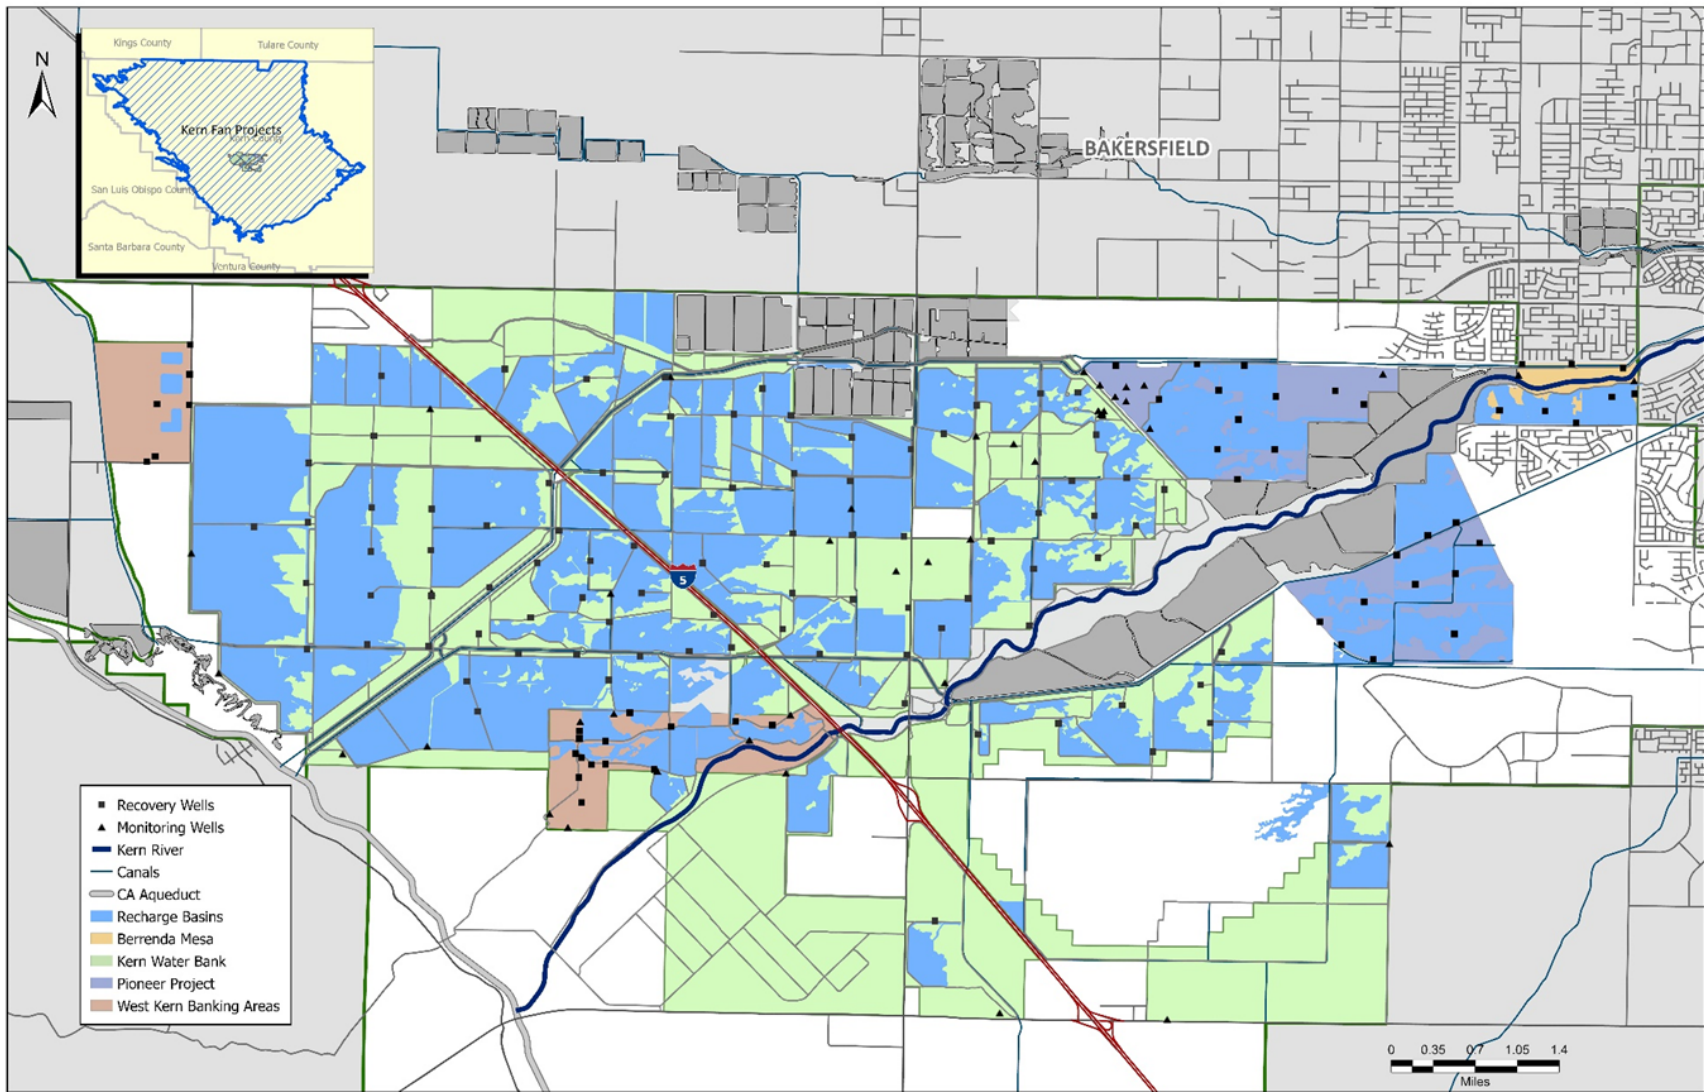 N
Kings County
Tulare County
Kern Fan Projects
Kern County
San Luis Obispo County
Santa Barbara County
Ventura County
BAKERSFIELD
5
Recovery Wells
Monitoring Wells
Kern River
Canals
CA Aqueduct
Recharge Basins
Berrenda Mesa
Kern Water Bank
Pioneer Project
West Kern Banking Areas
0 0.35 0.7 1.05 1.4
Miles